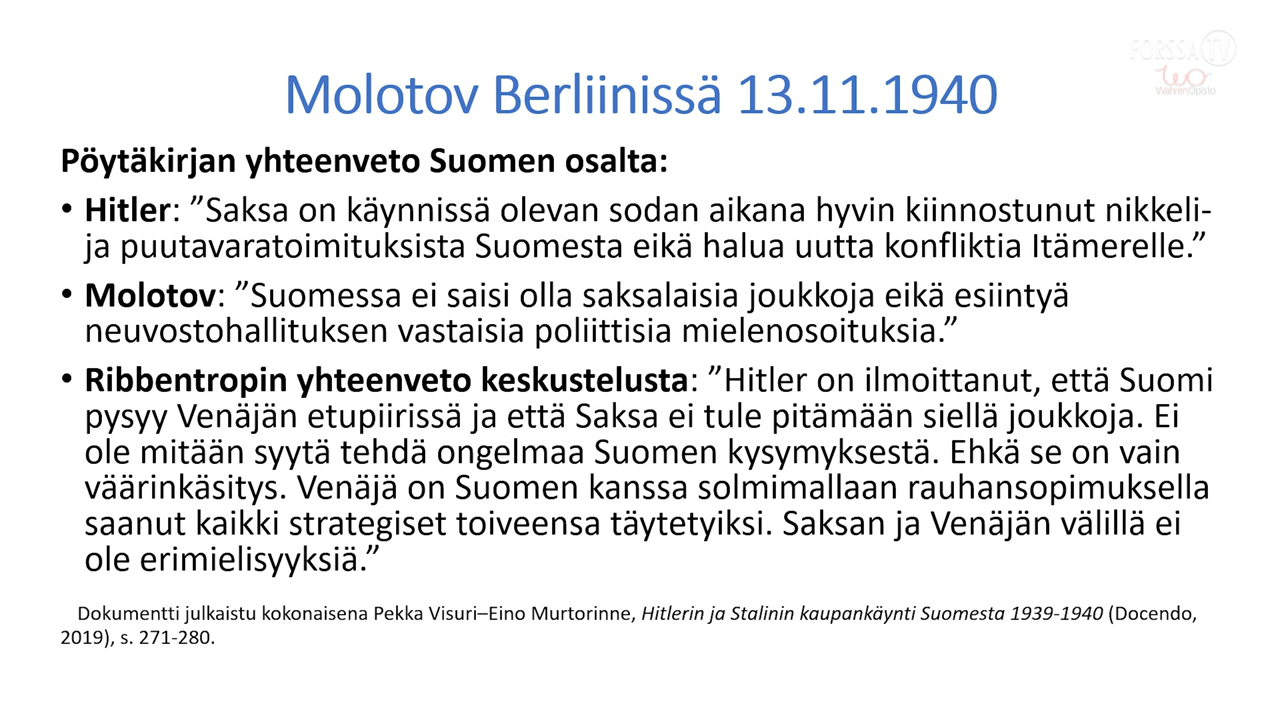 FORSSA TV
WahrenOpisto
Molotov Berliinissä 13.11.1940
Pöytäkirjan yhteenveto Suomen osalta:
• Hitler: ”Saksa on käynnissä olevan sodan aikana hyvin kiinnostunut nikkeli-
ja puutavaratoimituksista Suomesta eikä halua uutta konfliktia Itämerelle.”
• Molotov: ”Suomessa ei saisi olla saksalaisia joukkoja eikä esiintyä
neuvostohallituksen vastaisia poliittisia mielenosoituksia.”
• Ribbentropin yhteenveto keskustelusta: ”Hitler on ilmoittanut, että Suomi
pysyy Venäjän etupiirissä ja että Saksa ei tule pitämään siellä joukkoja. Ei
ole mitään syytä tehdä ongelmaa Suomen kysymyksestä. Ehkä se on vain
väärinkäsitys. Venäjä on Suomen kanssa solmimallaan rauhansopimuksella
saanut kaikki strategiset toiveensa täytetyiksi. Saksan ja Venäjän välillä ei
ole erimielisyyksiä.”
Dokumentti julkaistu kokonaisena Pekka Visuri–Eino Murtorinne, Hitlerin ja Stalinin kaupankäynti Suomesta 1939-1940 (Docendo,
2019), s. 271-280.